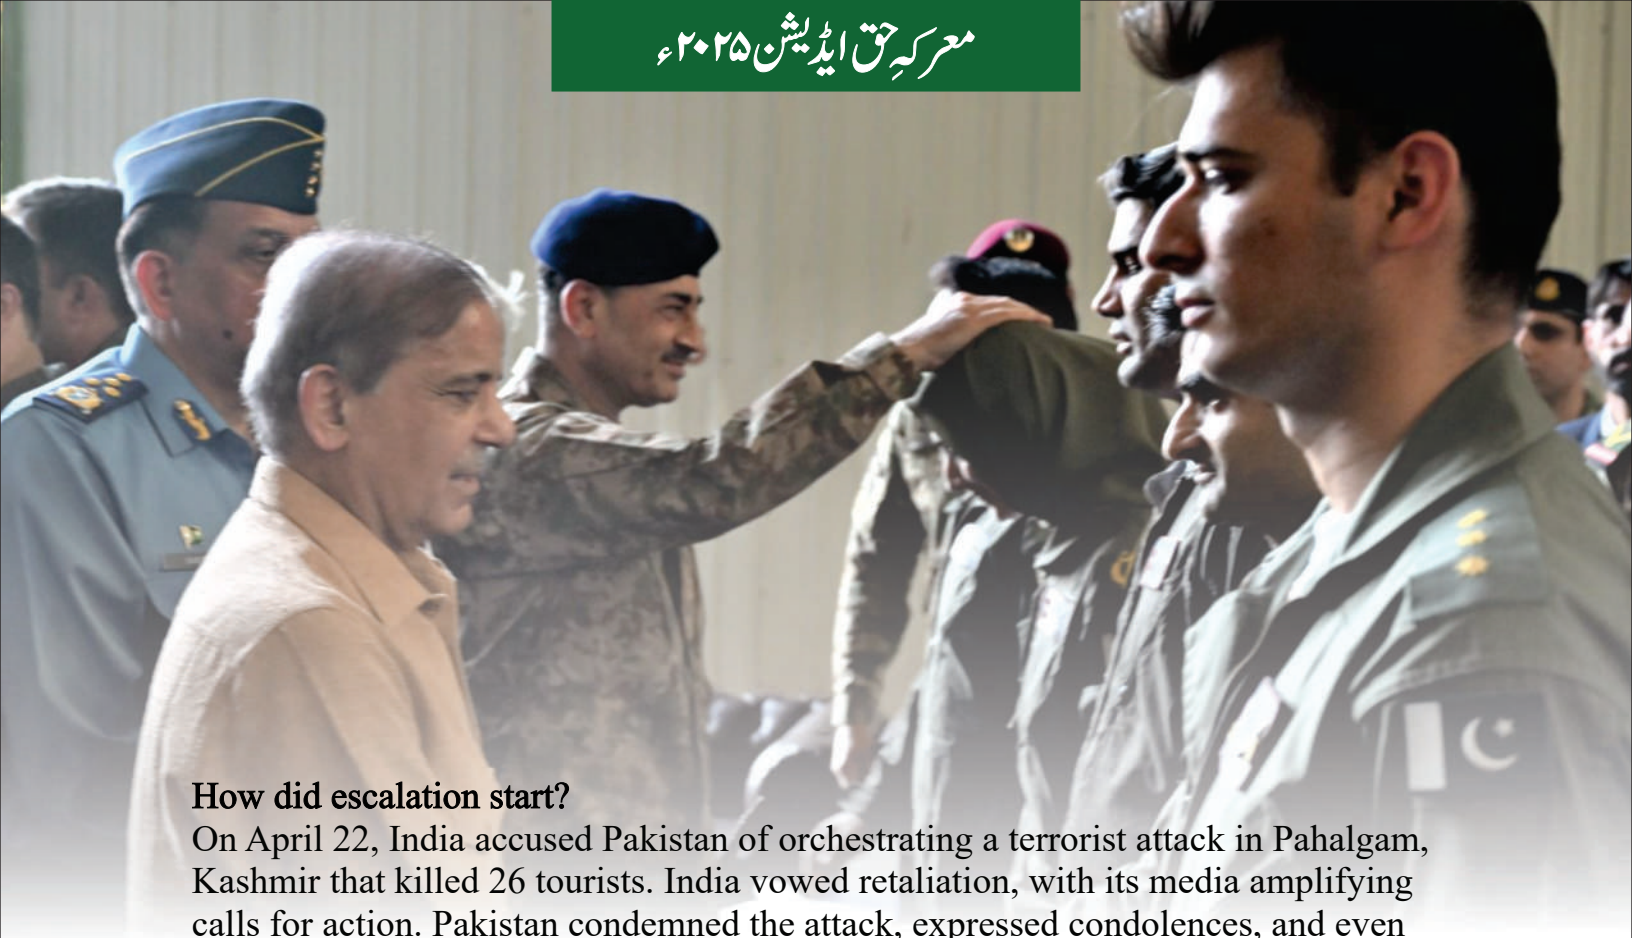 معرکہِ حق ایڈیشن ۲۰۲۵ء
How did escalation start?
On April 22, India accused Pakistan of orchestrating a terrorist attack in Pahalgam,
Kashmir that killed 26 tourists. India vowed retaliation, with its media amplifying
calls for action. Pakistan condemned the attack, expressed condolences, and even